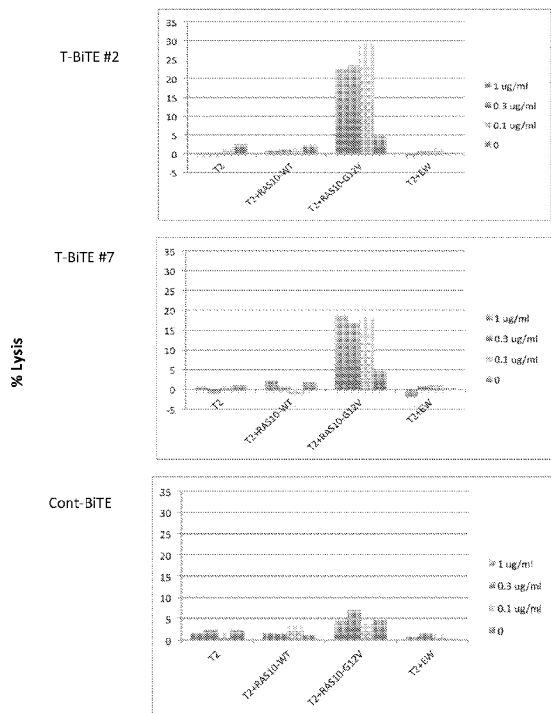 T-BiTE #2
35
30
25
20
15
10
5
0
-5
T2
T2+RAS10-WT
T2+RAS10-G12V
T2+EW
1 ug/ml
0.3 ug/ml
0.1 ug/ml
0
T-BiTE #7
% Lysis
35
30
25
20
15
10
5
0
-5
T2
T2+RAS10-WT
T2+RAS10-G12V
T2+EW
1 ug/ml
0.3 ug/ml
0.1 ug/ml
0
Cont-BiTE
35
30
25
20
15
10
5
0
T2
T2+RAS10-WT
T2+RAS10-G12V
T2+EW
1 ug/ml
0.3 ug/ml
0.1 ug/ml
0